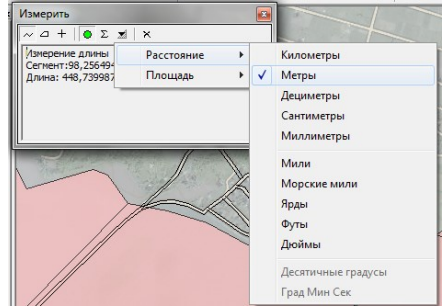 Измерить
Измерение длины
Сегмент:98,256494
Длина: 448,739987
Расстояние
Площадь
Километры
Метры
Дециметры
Сантиметры
Миллиметры
Мили
Морские мили
Ярды
Футы
Дюймы
Десятичные градусы
Град Мин Сек